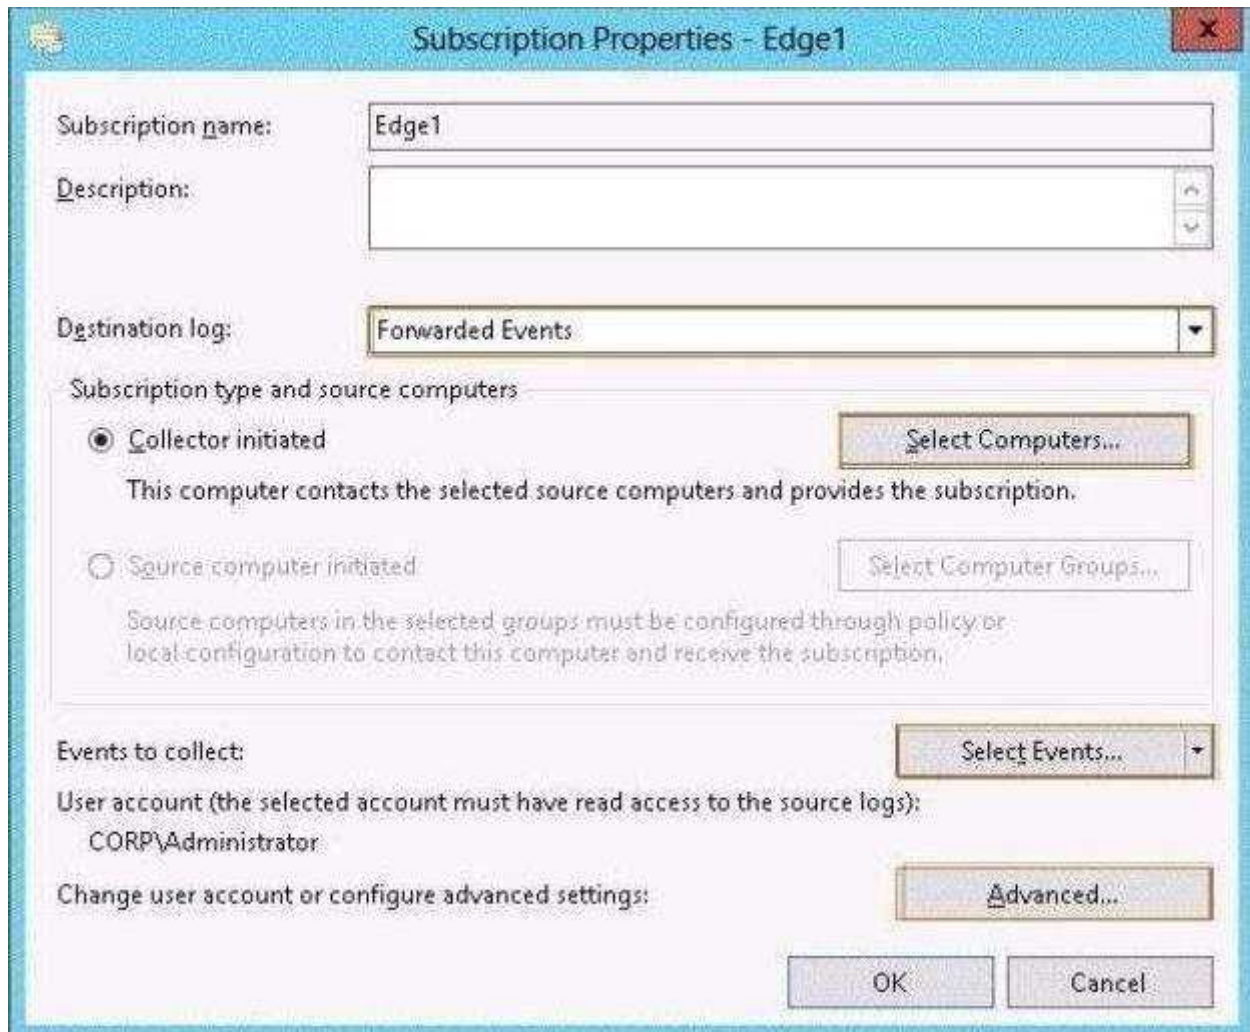 Subscription Properties - Edge1
Subscription name:
Edge1
Description:
Destination log:
Forwarded Events
Subscription type and source computers
Collector initiated
Select Computers...
This computer contacts the selected source computers and provides the subscription.
Source computer initiated
Select Computer Groups...
Source computers in the selected groups must be configured through policy or
local configuration to contact this computer and receive the subscription.
Events to collect:
Select Events...
User account (the selected account must have read access to the source logs):
CORP\Administrator
Change user account or configure advanced settings:
Advanced...
OK
Cancel